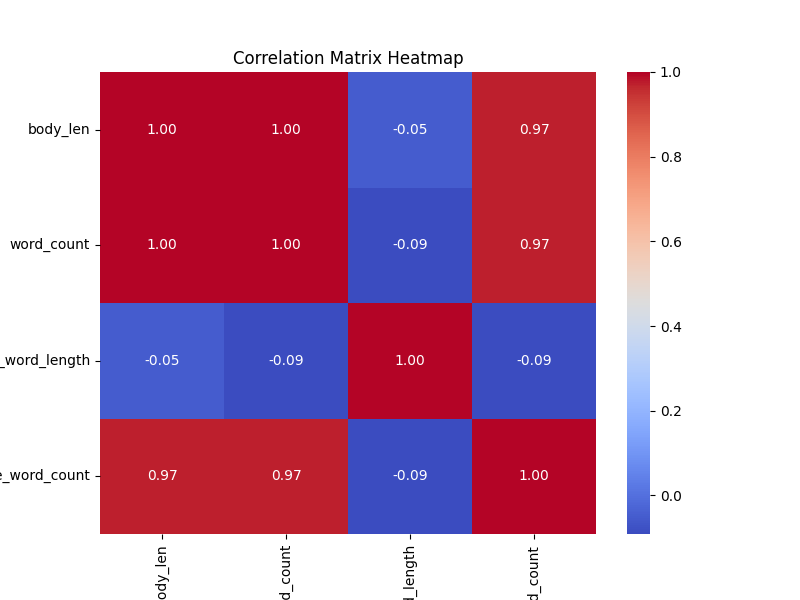 Correlation Matrix Heatmap
body_len 1.00 1.00 -0.05 0.97
word_count 1.00 1.00 -0.09 0.97
_word_length -0.05 -0.09 1.00 -0.09
e_word_count 0.97 0.97 -0.09 1.00
ody_len
d_count
d_length
rd_count
1.0
0.8
0.6
0.4
0.2
0.0